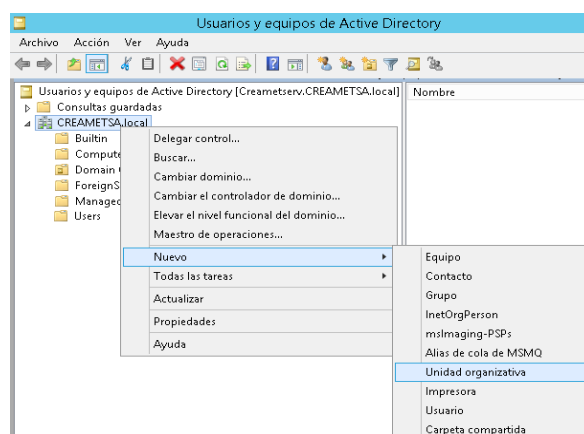 Usuarios y equipos de Active Directory
Archivo Acción Ver Ayuda
Usuarios y equipos de Active Directory [Creametserv.CREAMETSA.local]
Nombre
Consultas guardadas
CREAMETSA.local
Builtin
Compute
Domain
ForeignS
Managed
Users
Delegar control...
Buscar...
Cambiar dominio...
Cambiar el controlador de dominio...
Elevar el nivel funcional del dominio...
Maestro de operaciones...
Nuevo
Todas las tareas
Actualizar
Propiedades
Ayuda
Equipo
Contacto
Grupo
InetOrgPerson
msImaging-PSPs
Alias de cola de MSMQ
Unidad organizativa
Impresora
Usuario
Carpeta compartida